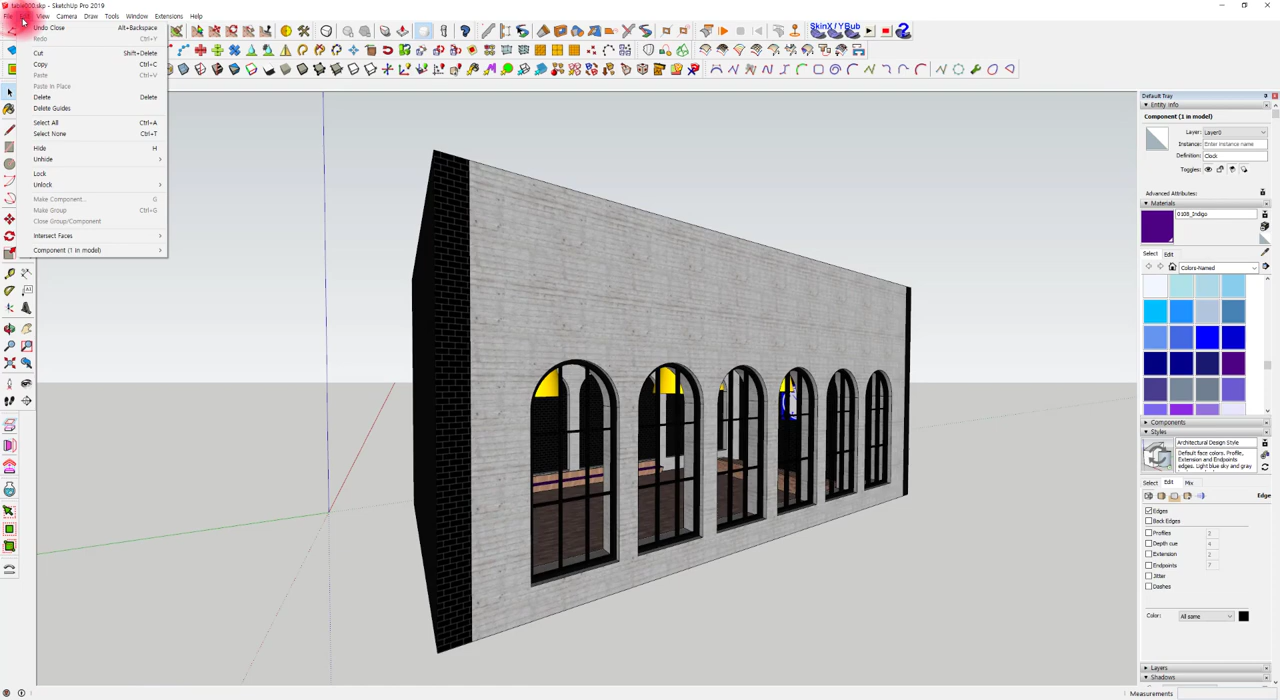 table000.skp - SketchUp Pro 2019
File View Camera Draw Tools Window Extensions Help
Undo Close Alt+Backspace
Redo Ctrl+Y
Cut Shift+Delete
Copy Ctrl+C
Paste Ctrl+V
Paste In Place
Delete Delete
Delete Guides
Select All Ctrl+A
Select None Ctrl+T
Hide H
Unhide
Lock
Unlock
Make Component... G
Make Group Ctrl+G
Close Group/Component
Intersect Faces
Component (1 in model)
SkinX/YBub
Default Tray
Entity Info
Component (1 in model)
Layer: Layer0
Instance: Enter instance name
Definition: Clock
Toggles:
Advanced Attributes:
Materials
0108_Indigo
Select Edit
Colors-Named
Components
Styles
Architectural Design Style
Default face colors. Profile, Extension and Endpoints edges. Light blue sky and gray
Select Edit Mix
Edge
Edges
Back Edges
Profiles 2
Depth cue 4
Extension 2
Endpoints 7
Jitter
Dashes
Color: All same
Layers
Shadows
Measurements